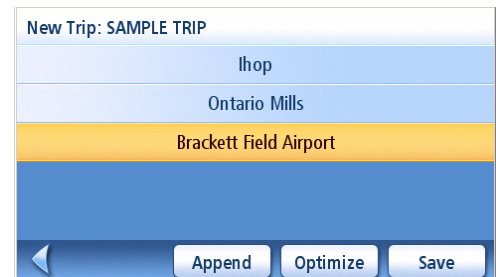 New Trip: SAMPLE TRIP
Ihop
Ontario Mills
Brackett Field Airport
Append Optimize Save